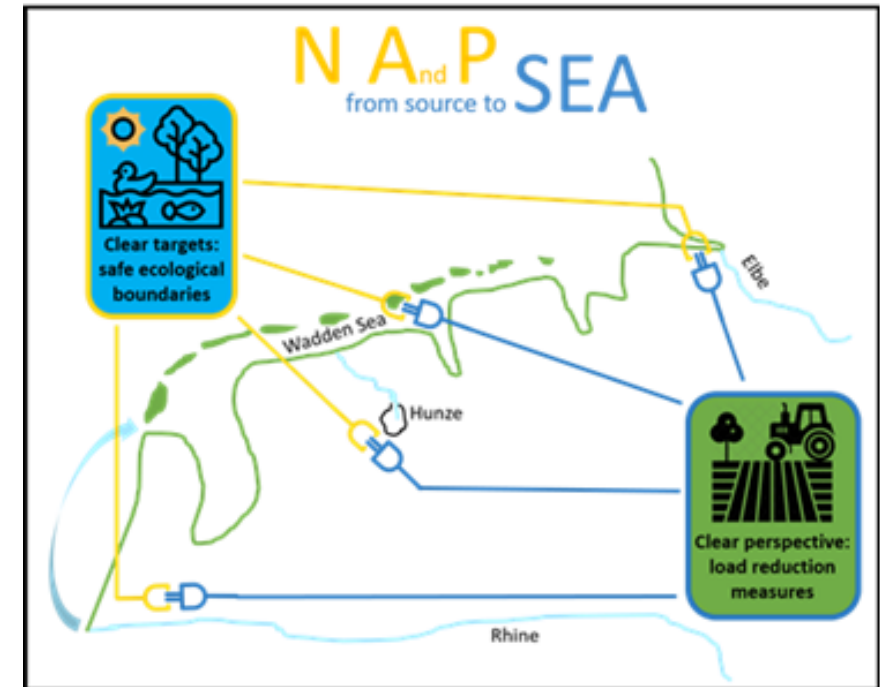 N And P
from source to SEA
Clear targets:
safe ecological
boundaries
Elbe
Wadden Sea
Hunze
Clear perspective:
load reduction
measures
Rhine